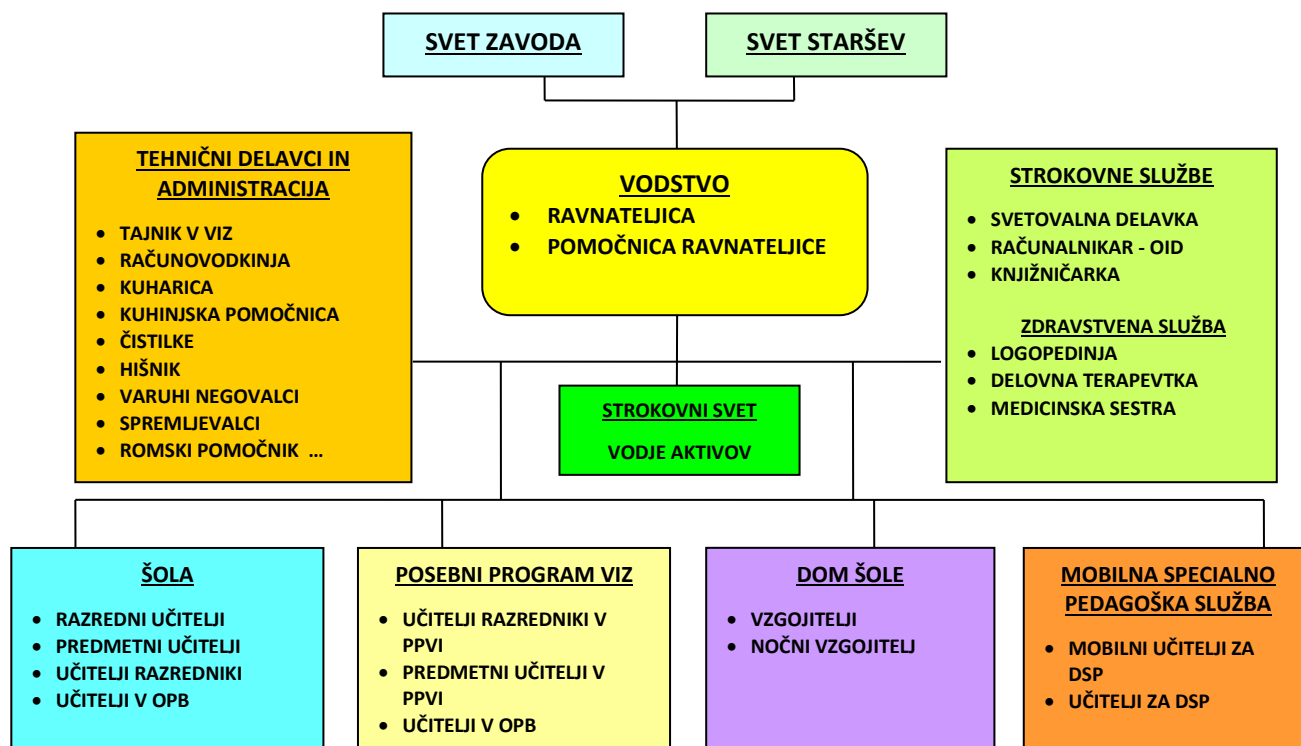 SVET ZAVODA
SVET STARŠEV
TEHNIČNI DELAVCI IN
ADMINISTRACIJA
• TAJNIK V VIZ
• RAČUNOVODKINJA
• KUHARICA
• KUHINJSKA POMOČNICA
• ČISTILKE
• HIŠNIK
• VARUHI NEGOVALCI
• SPREMLJEVALCI
• ROMSKI POMOČNIK ...
VODSTVO
• RAVNATELJICA
• POMOČNICA RAVNATELJICE
STROKOVNE SLUŽBE
• SVETOVALNA DELAVKA
• RAČUNALNIKAR - OID
• KNJIŽNIČARKA
ZDRAVSTVENA SLUŽBA
• LOGOPEDINJA
• DELOVNA TERAPEVTKA
• MEDICINSKA SESTRA
STROKOVNI SVET
VODJE AKTIVOV
ŠOLA
• RAZREDNI UČITELJI
• PREDMETNI UČITELJI
• UČITELJI RAZREDNIKI
• UČITELJI V OPB
POSEBNI PROGRAM VIZ
• UČITELJI RAZREDNIKI V
PPVI
• PREDMETNI UČITELJI V
PPVI
• UČITELJI V OPB
DOM ŠOLE
• VZGOJITELJI
• NOČNI VZGOJITELJ
MOBILNA SPECIALNO
PEDAGOŠKA SLUŽBA
• MOBILNI UČITELJI ZA
DSP
• UČITELJI ZA DSP